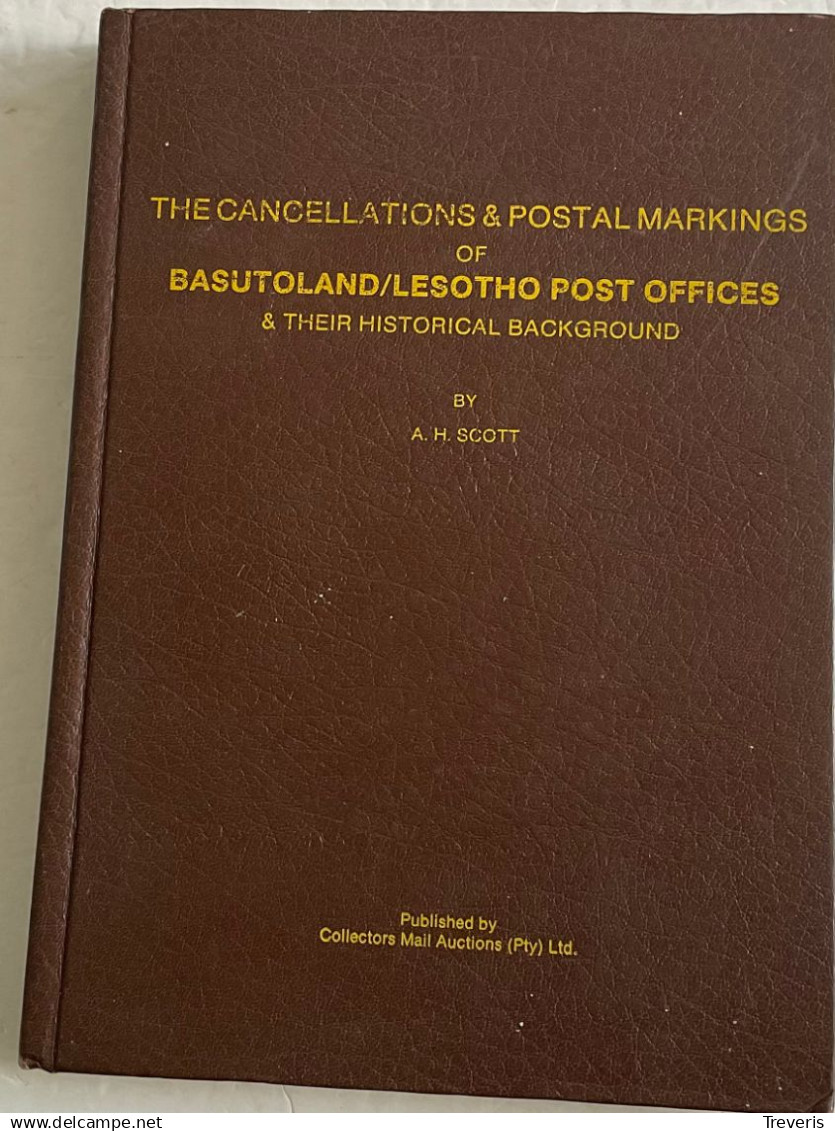 THE CANCELLATIONS & POSTAL MARKINGS
OF
BASUTOLAND/LESOTHO POST OFFICES
& THEIR HISTORICAL BACKGROUND
BY
A. H. SCOTT
Published by
Collectors Mail Auctions (Pty) Ltd.
www.delcampe.net
Treveris